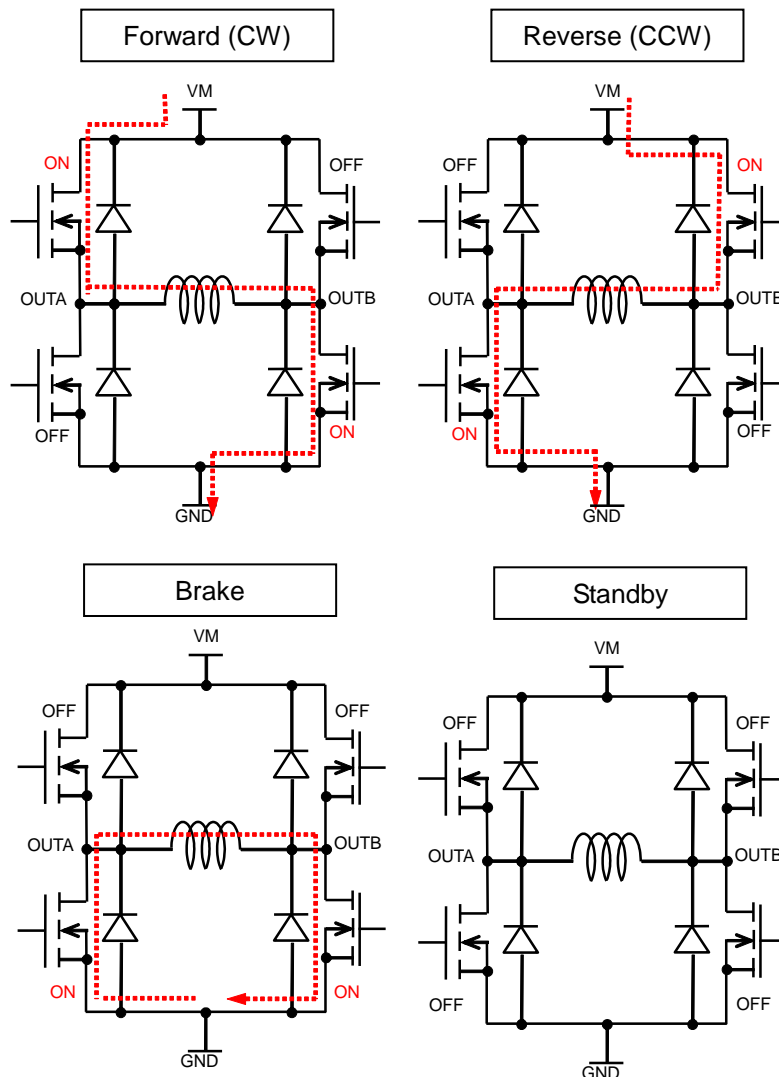 Forward (CW)
Reverse (CCW)
VM
VM
ON
OFF
OFF
ON
OUTA
OUTB
OUTA
OUTB
OFF
ON
ON
OFF
GND
GND
Brake
Standby
VM
VM
OFF
OFF
OFF
OFF
OUTA
OUTB
OUTA
OUTB
ON
ON
OFF
OFF
GND
GND